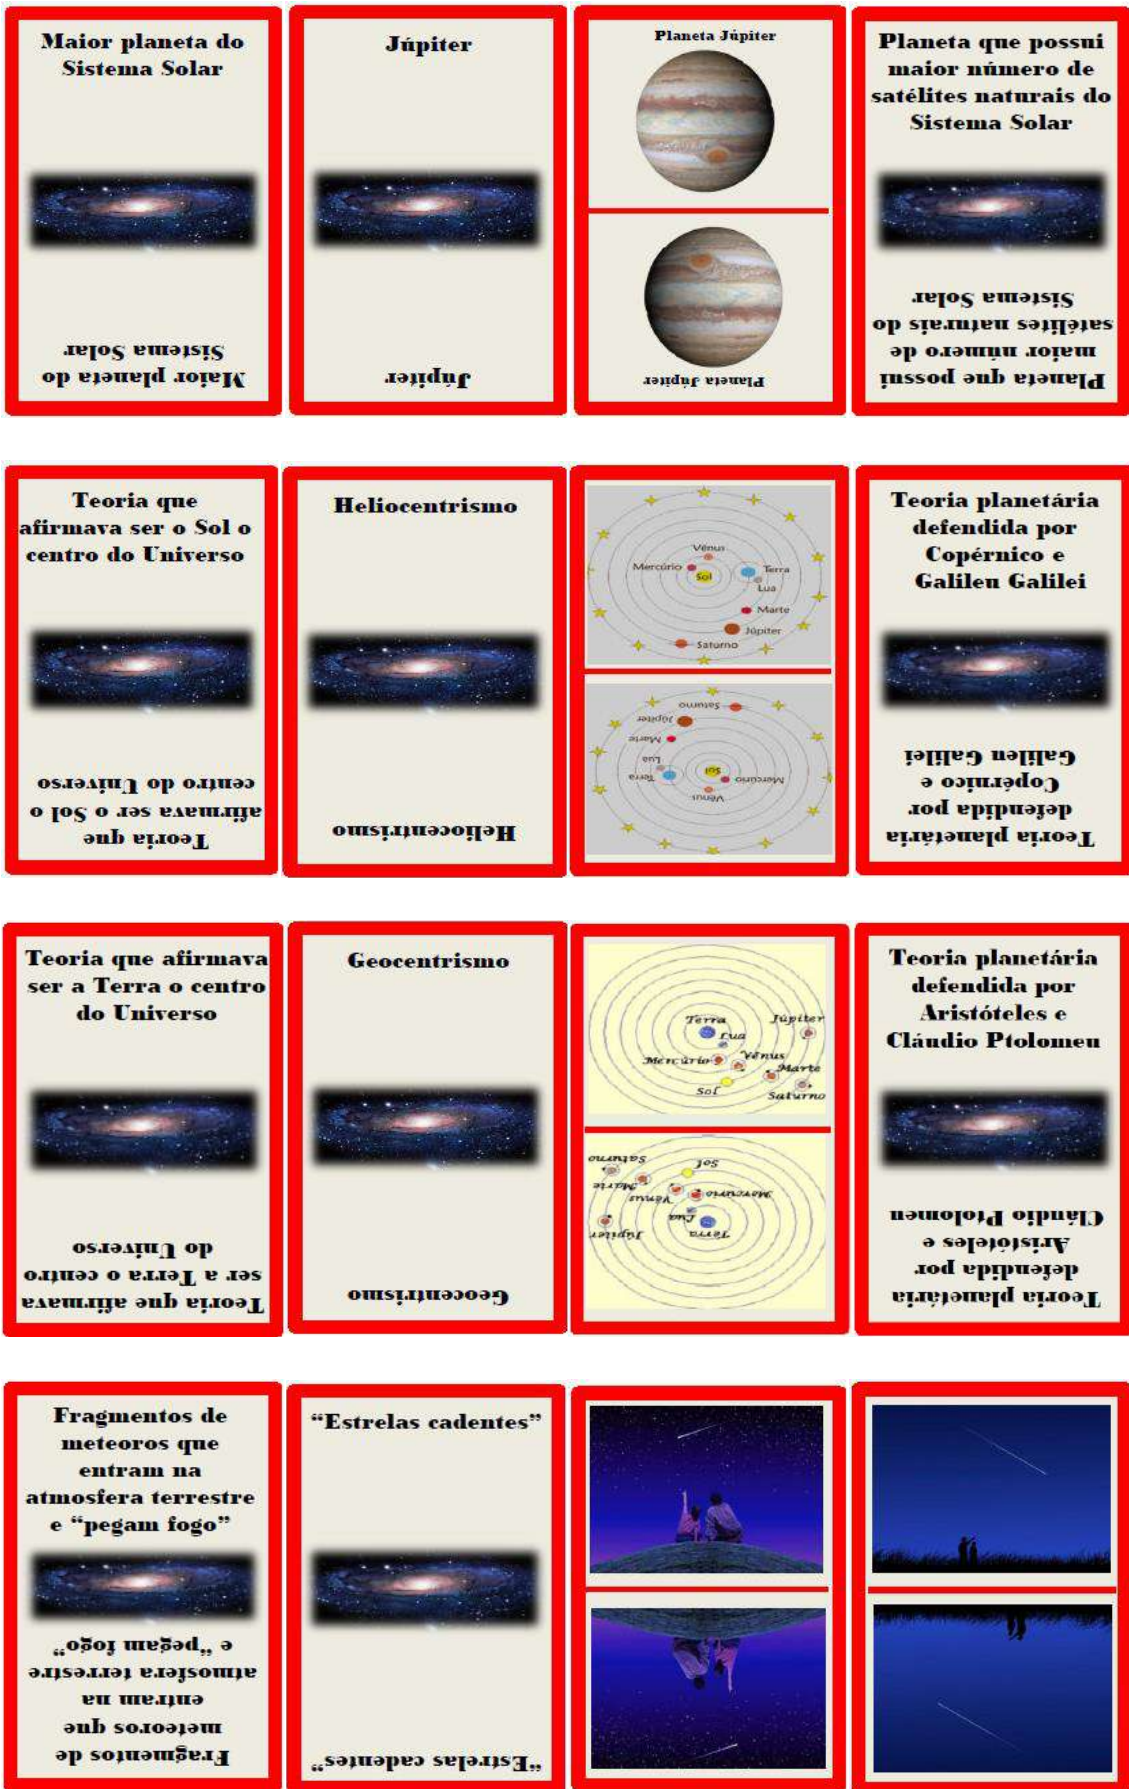 Maior planeta do
Sistema Solar
Maior planeta do
Sistema Solar
Júpiter
Júpiter
Planeta Júpiter
Planeta Júpiter
Planeta que possui
maior número de
satélites naturais do
Sistema Solar
Planeta que possui
maior número de
satélites naturais do
Sistema Solar
Teoria que
afirmava ser o Sol o
centro do Universo
Teoria que
afirmava ser o Sol o
centro do Universo
Heliocentrismo
Heliocentrismo
Vênus
Mercúrio
Sol
Terra
Lua
Marte
Júpiter
Saturno
Vênus
Mercúrio
Sol
Terra
Lua
Marte
Júpiter
Saturno
Teoria planetária
defendida por
Copérnico e
Galileu Galilei
Teoria planetária
defendida por
Copérnico e
Galileu Galilei
Teoria que afirmava
ser a Terra o centro
do Universo
Teoria que afirmava
ser a Terra o centro
do Universo
Geocentrismo
Geocentrismo
Terra
Júpiter
Lua
Mercúrio
Vênus
Marte
Sol
Saturno
Terra
Júpiter
Lua
Mercúrio
Vênus
Marte
Sol
Saturno
Teoria planetária
defendida por
Aristóteles e
Cláudio Ptolomeu
Teoria planetária
defendida por
Aristóteles e
Cláudio Ptolomeu
Fragmentos de
meteoros que
entram na
atmosfera terrestre
e “pegam fogo”
Fragmentos de
meteoros que
entram na
atmosfera terrestre
e “pegam fogo”
“Estrelas cadentes”
“Estrelas cadentes”